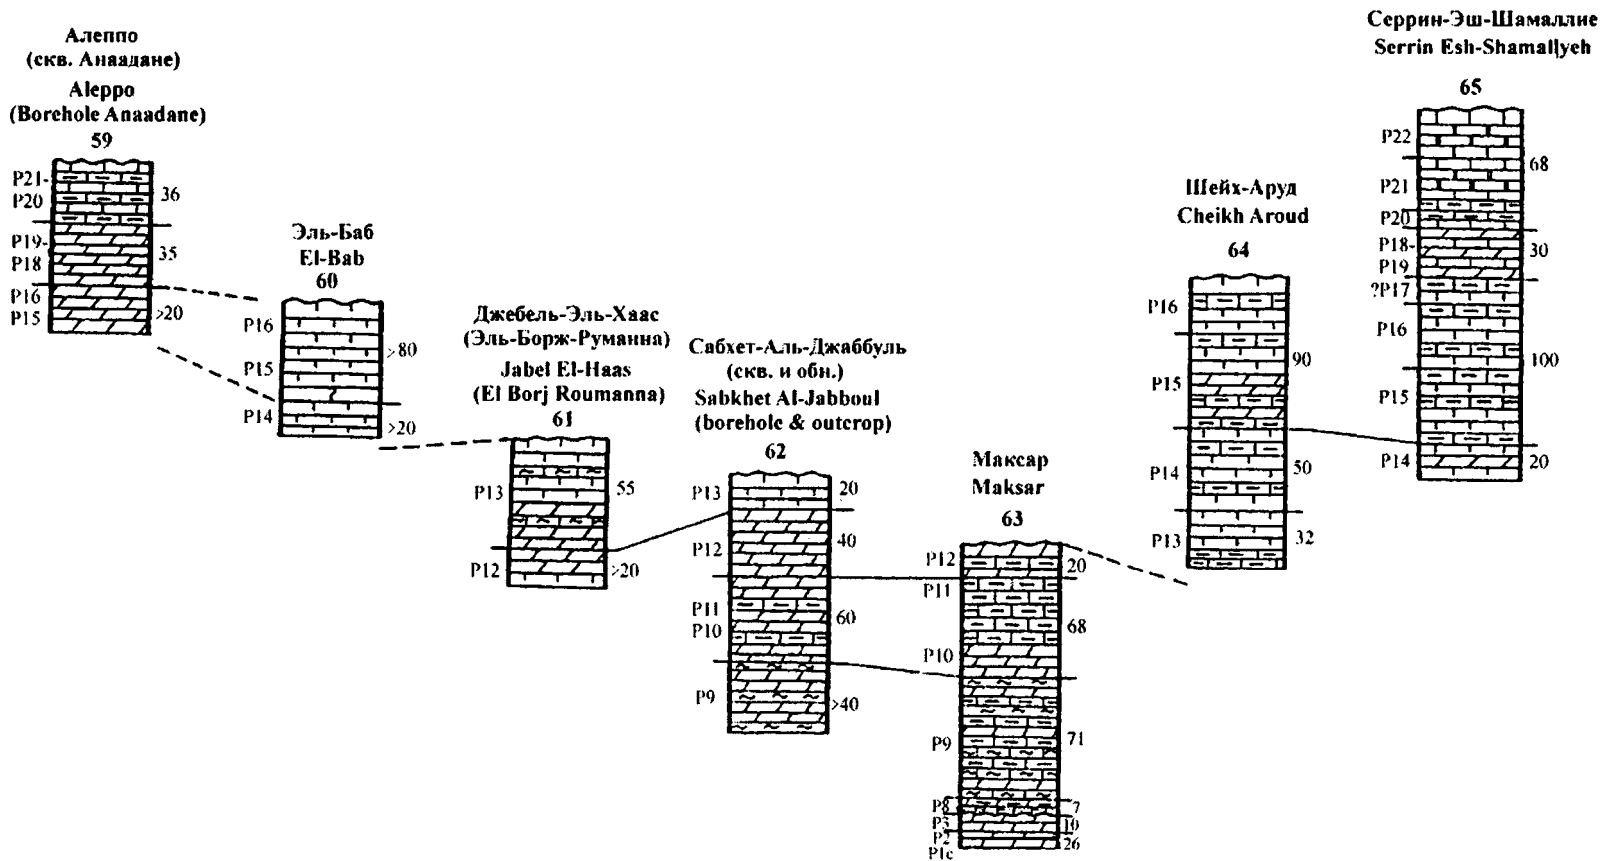 Алеппо
(скв. Анаадане)
Aleppo
(Borehole Anaadane)
59
P21-
P20
36
P19-
P18
35
P16
P15
>20
Эль-Баб
El-Bab
60
P16
P15
>80
P14
>20
Джебель-Эль-Хаас
(Эль-Борж-Руманна)
Jabel El-Haas
(El Borj Roumanna)
61
P13
55
P12
>20
Сабхет-Аль-Джаббуль
(скв. и обн.)
Sabkhet Al-Jabboul
(borehole & outcrop)
62
P13
20
P12
40
P11
P10
60
P9
>40
Максар
Maksar
63
P12
20
P11
68
P10
P9
71
P8
7
P3
10
P2
26
P1c
Шейх-Аруд
Cheikh Aroud
64
P16
90
P15
P14
50
P13
32
Серрин-Эш-Шамаллие
Serrin Esh-Shamallyeh
65
P22
68
P21
P20
P18-
30
P19
?P17
P16
100
P15
P14
20